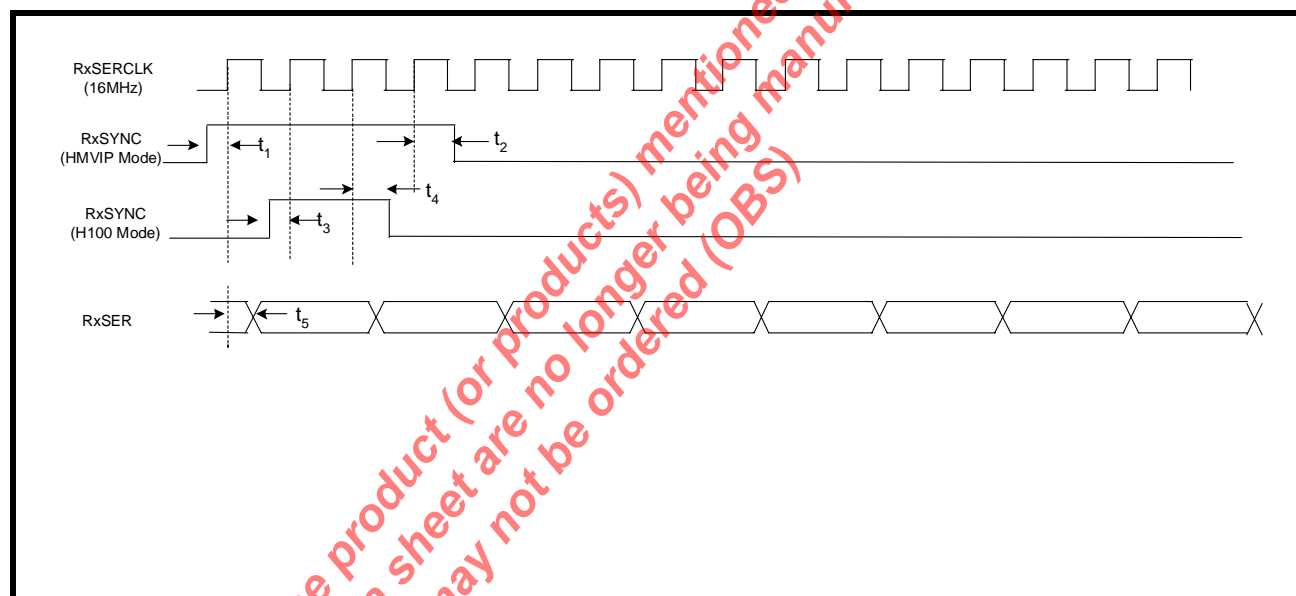 RxSERCLK
(16MHz)
RxSYNC
(HMVIP Mode)
t1
t2
RxSYNC
(H100 Mode)
t3
t4
RxSER
t5
product (or products) mentioned
sheet are no longer being manu
may not be ordered (OBS)